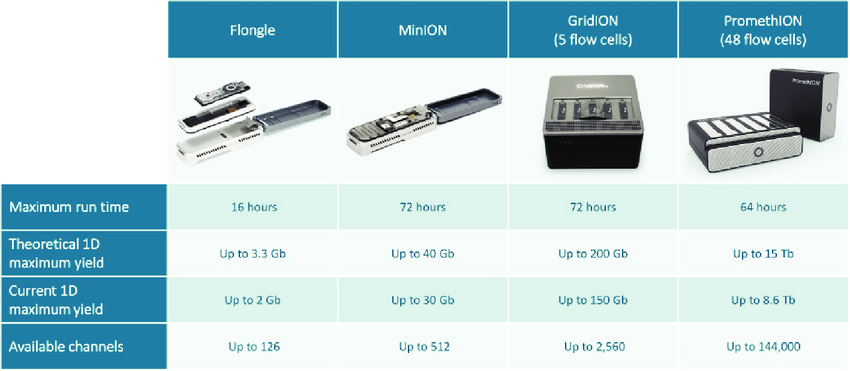 Flongle
MinION
GridION
(5 flow cells)
PromethION
(48 flow cells)
GridION
PromethION
Maximum run time
16 hours
72 hours
72 hours
64 hours
Theoretical 1D
maximum yield
Up to 3.3 Gb
Up to 40 Gb
Up to 200 Gb
Up to 15 Tb
Current 1D
maximum yield
Up to 2 Gb
Up to 30 Gb
Up to 150 Gb
Up to 8.6 Tb
Available channels
Up to 126
Up to 512
Up to 2,560
Up to 144,000